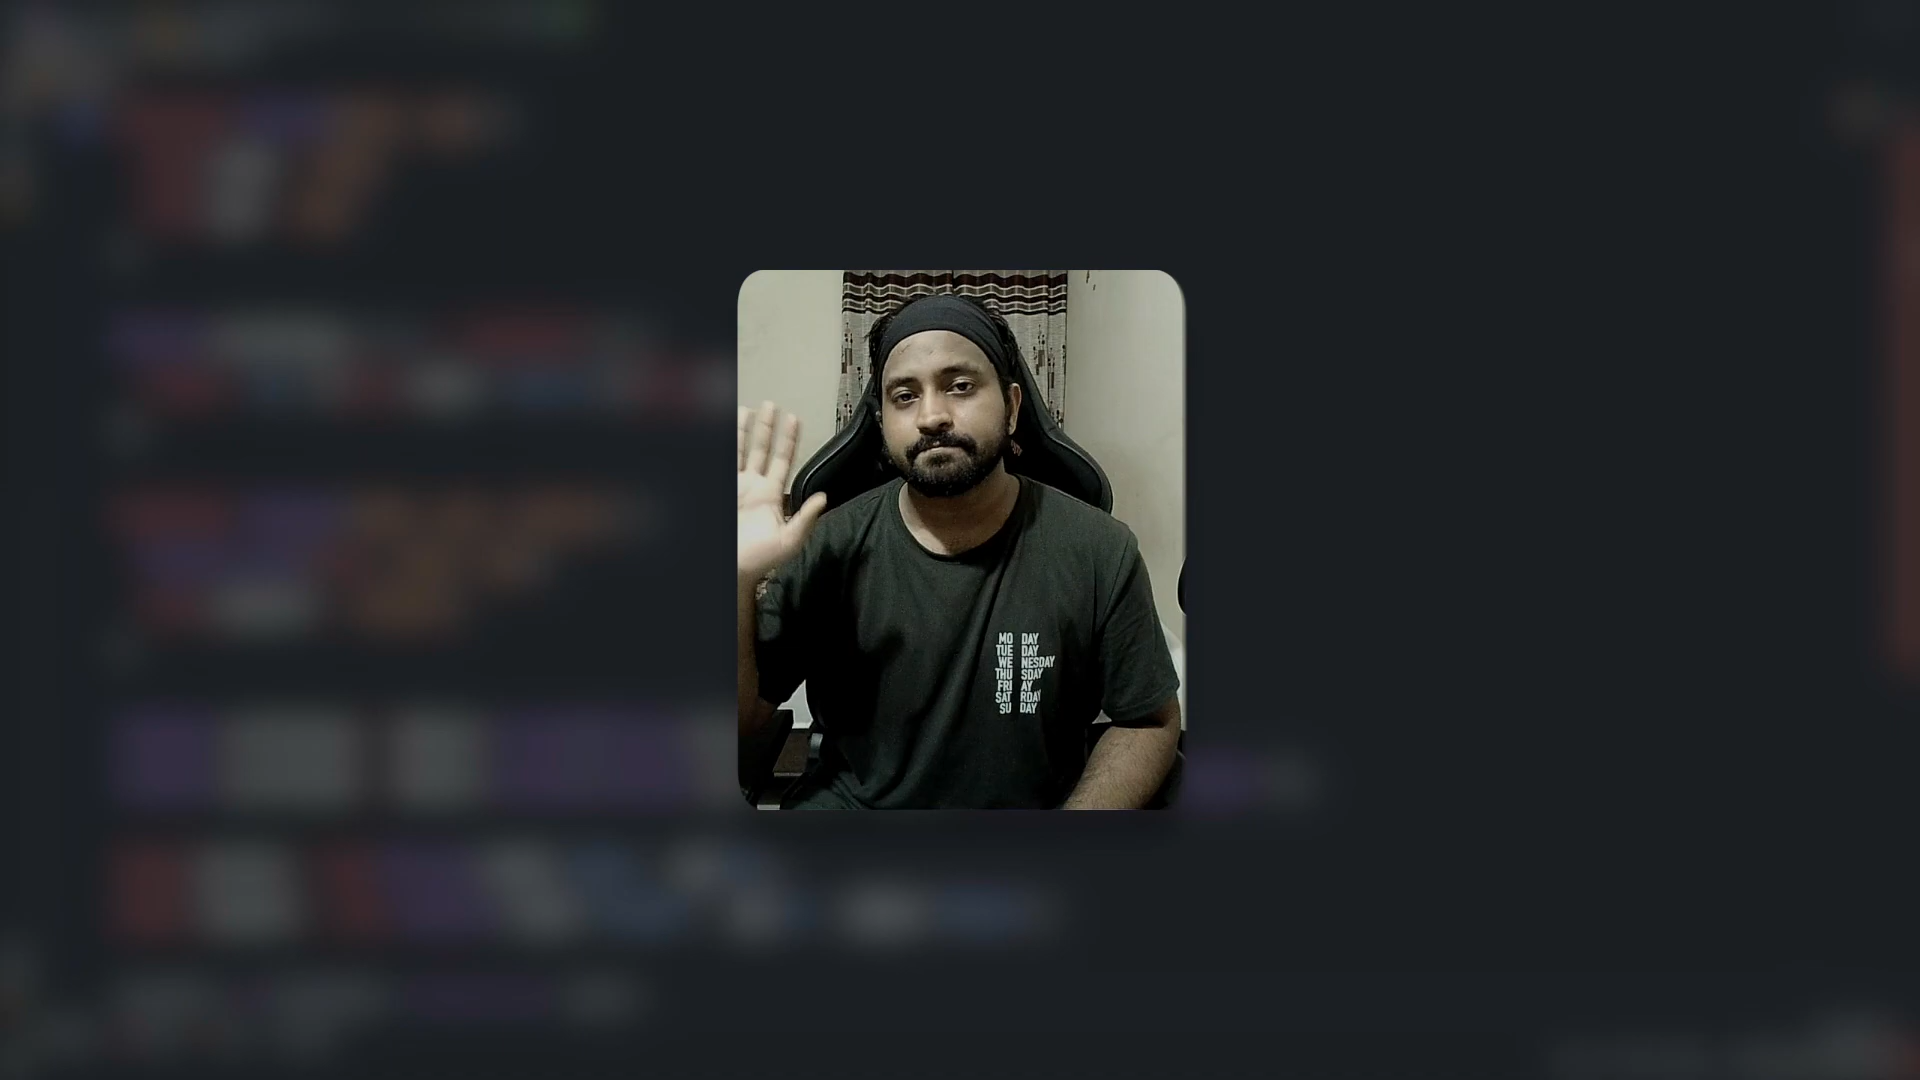 MO DAY
TUE DAY
WE NESDAY
THU SDAY
FRI AY
SAT RDAY
SU DAY